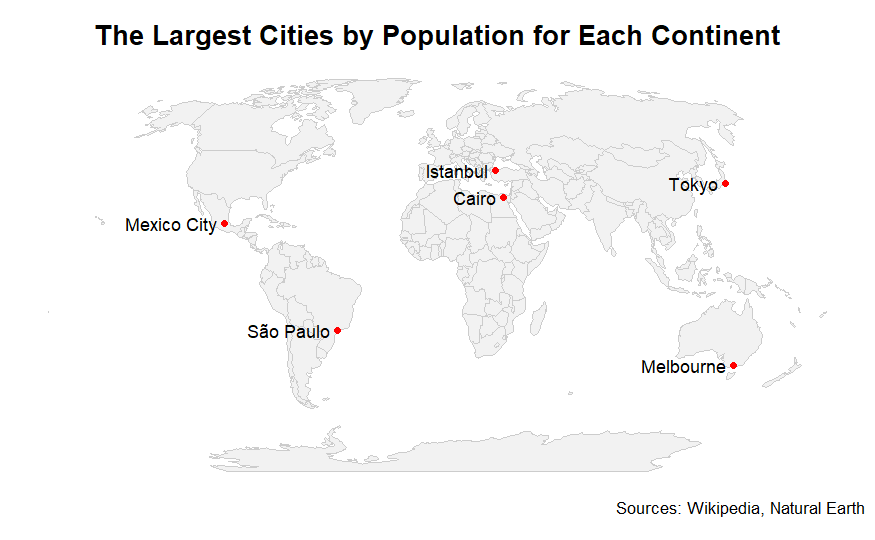 The Largest Cities by Population for Each Continent
Istanbul
Tokyo
Cairo
Mexico City
São Paulo
Melbourne
Sources: Wikipedia, Natural Earth